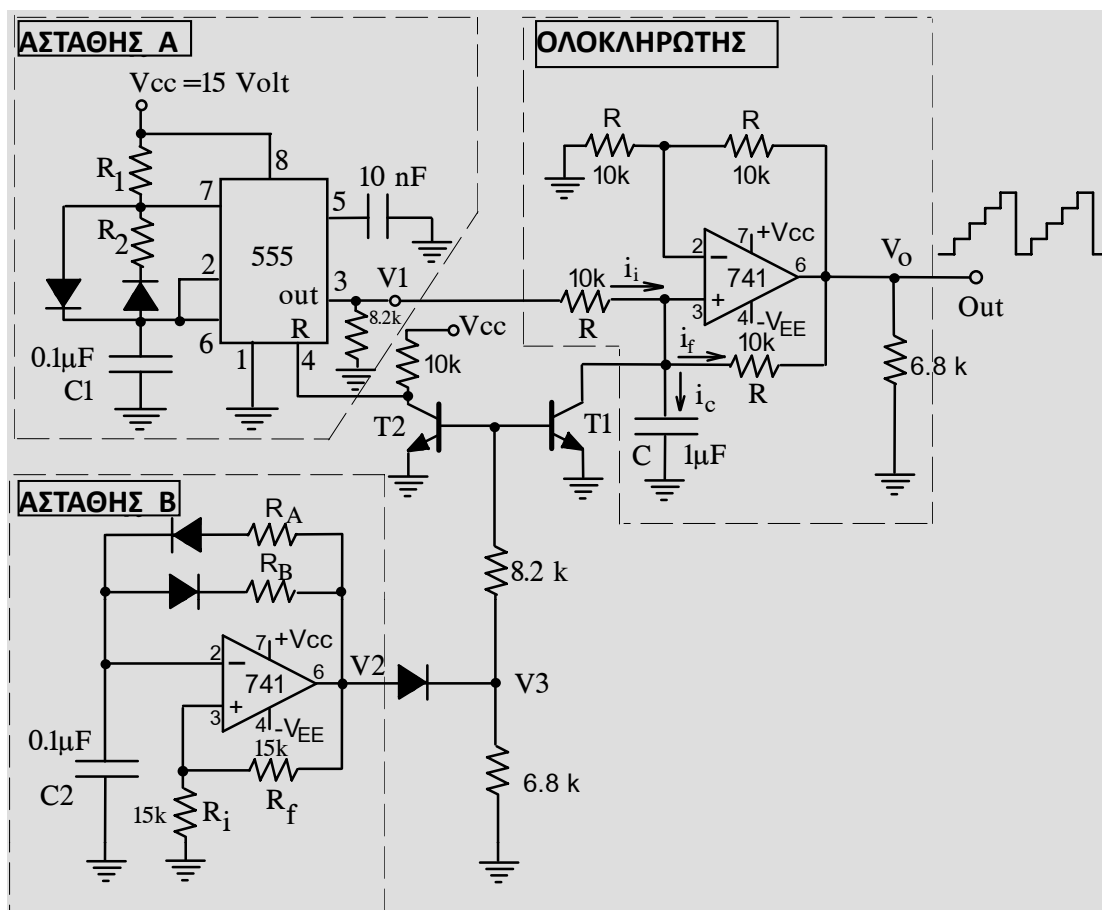 ΑΣΤΑΘΗΣ Α
Vcc =15 Volt
R1
R2
7
2
6
8
555
out
R
1
4
5
3
10 nF
V1
8.2k
Vcc
10k
0.1μF
C1
ΟΛΟΚΛΗΡΩΤΗΣ
R
10k
R
10k
2
7
+Vcc
741
6
3
4
-VEE
10k
R
ii
if
10k
R
ic
C
1μF
Vo
Out
6.8 k
T2
T1
8.2 k
V3
6.8 k
ΑΣΤΑΘΗΣ Β
RA
RB
2
7
+Vcc
741
6
3
4
-VEE
V2
0.1μF
C2
15k
Rf
15k
Ri